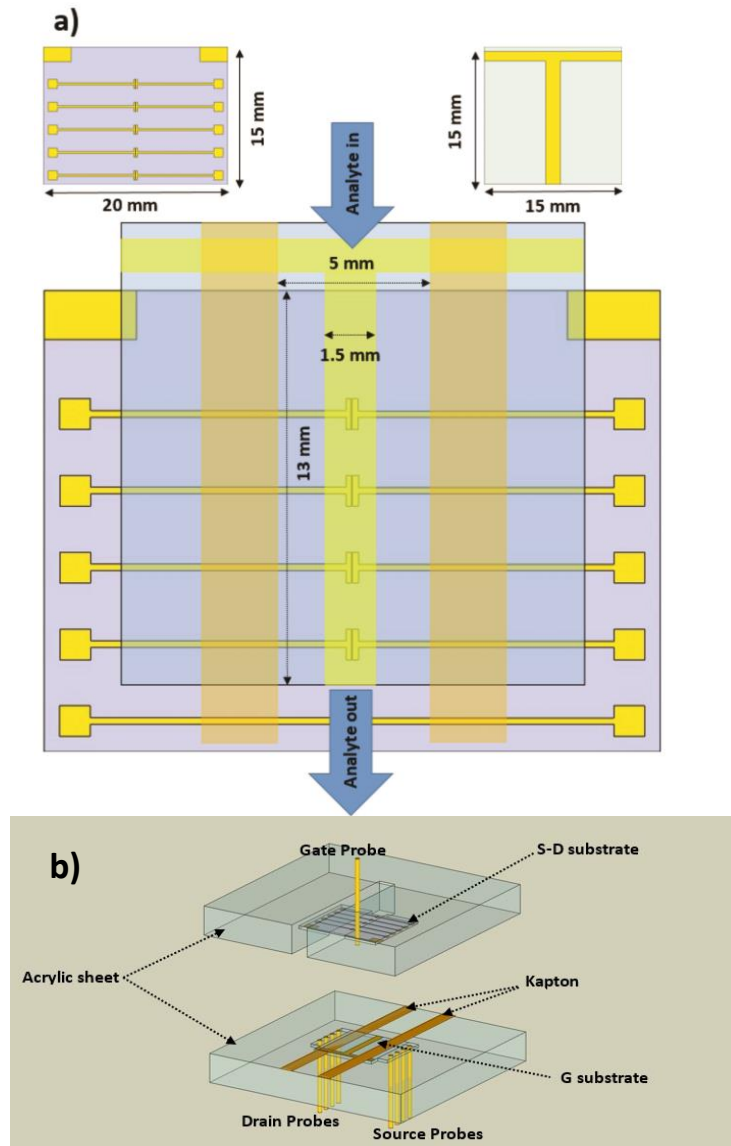 a)
15 mm
20 mm
Analyte in
15 mm
15 mm
5 mm
1.5 mm
13 mm
Analyte out
b)
Gate Probe
S-D substrate
Acrylic sheet
Kapton
G substrate
Drain Probes
Source Probes